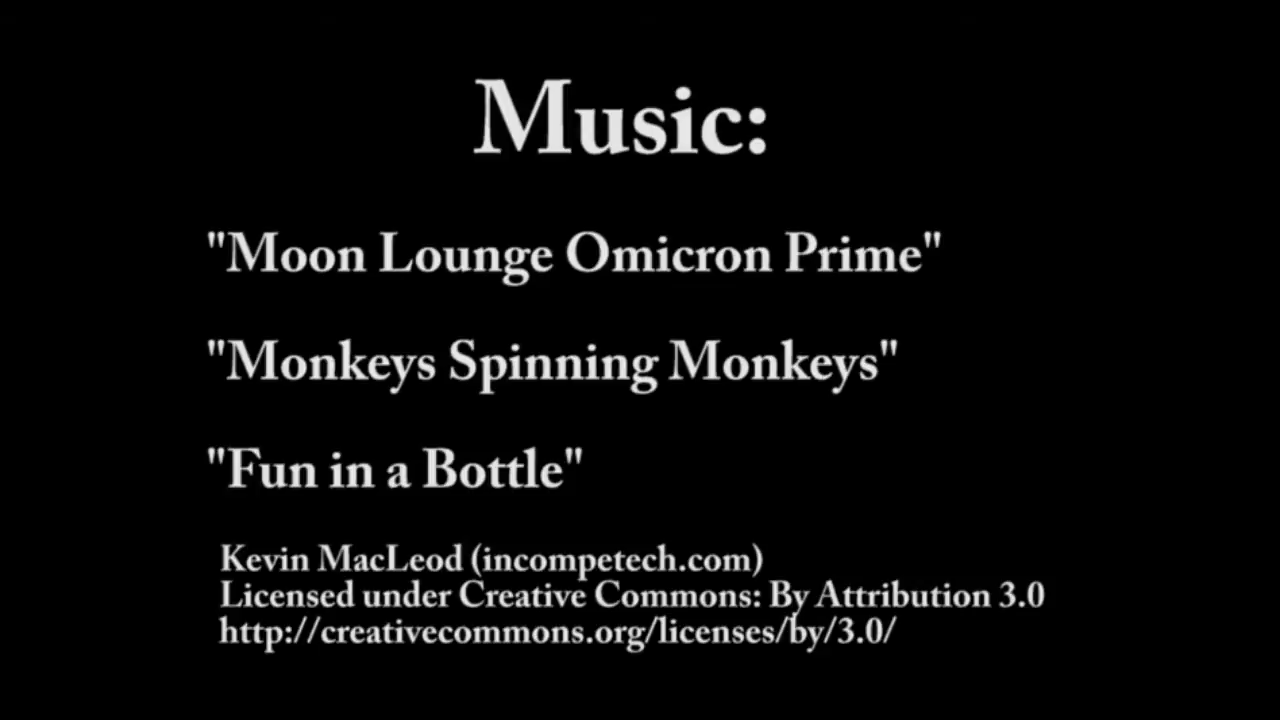 Music:
"Moon Lounge Omicron Prime"
"Monkeys Spinning Monkeys"
"Fun in a Bottle"
Kevin MacLeod (incompetech.com)
Licensed under Creative Commons: By Attribution 3.0
http://creativecommons.org/licenses/by/3.0/